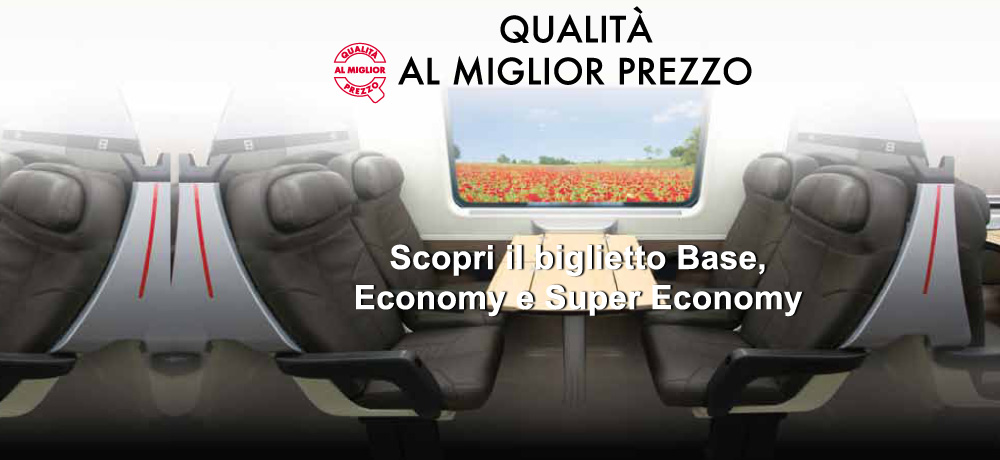 QUALITÀ
AL MIGLIOR PREZZO
QUALITÀ
AL MIGLIOR
PREZZO
Scopri il biglietto Base,
Economy e Super Economy